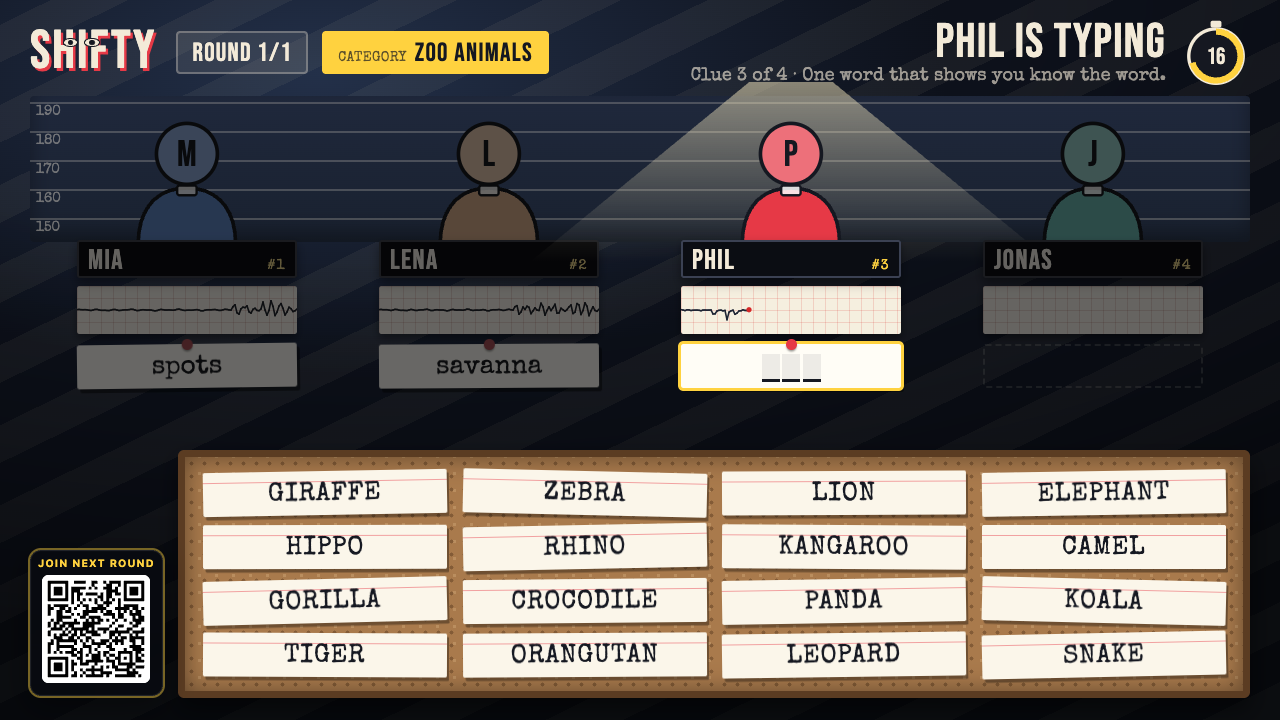 SHIFTY
ROUND 1/1
CATEGORY ZOO ANIMALS
PHIL IS TYPING
Clue 3 of 4 · One word that shows you know the word.
16
190
180
170
160
150
M
L
P
J
MIA #1
LENA #2
PHIL #3
JONAS #4
spots
savanna
JOIN NEXT ROUND
GIRAFFE
ZEBRA
LION
ELEPHANT
HIPPO
RHINO
KANGAROO
CAMEL
GORILLA
CROCODILE
PANDA
KOALA
TIGER
ORANGUTAN
LEOPARD
SNAKE